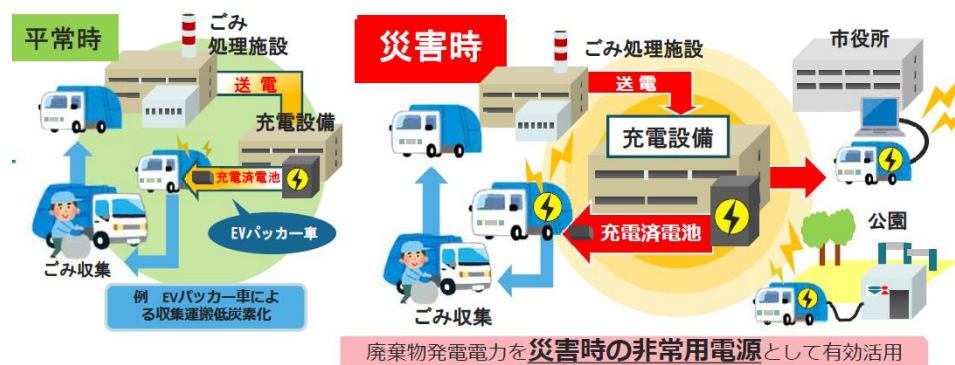 平常時
ごみ
処理施設
送電
充電設備
充電済電池
EVパッカー車
ごみ収集
例　EVパッカー車によ
る収集運搬低炭素化
災害時
ごみ処理施設
送電
充電設備
充電済電池
ごみ収集
市役所
公園
廃棄物発電電力を災害時の非常用電源として有効活用